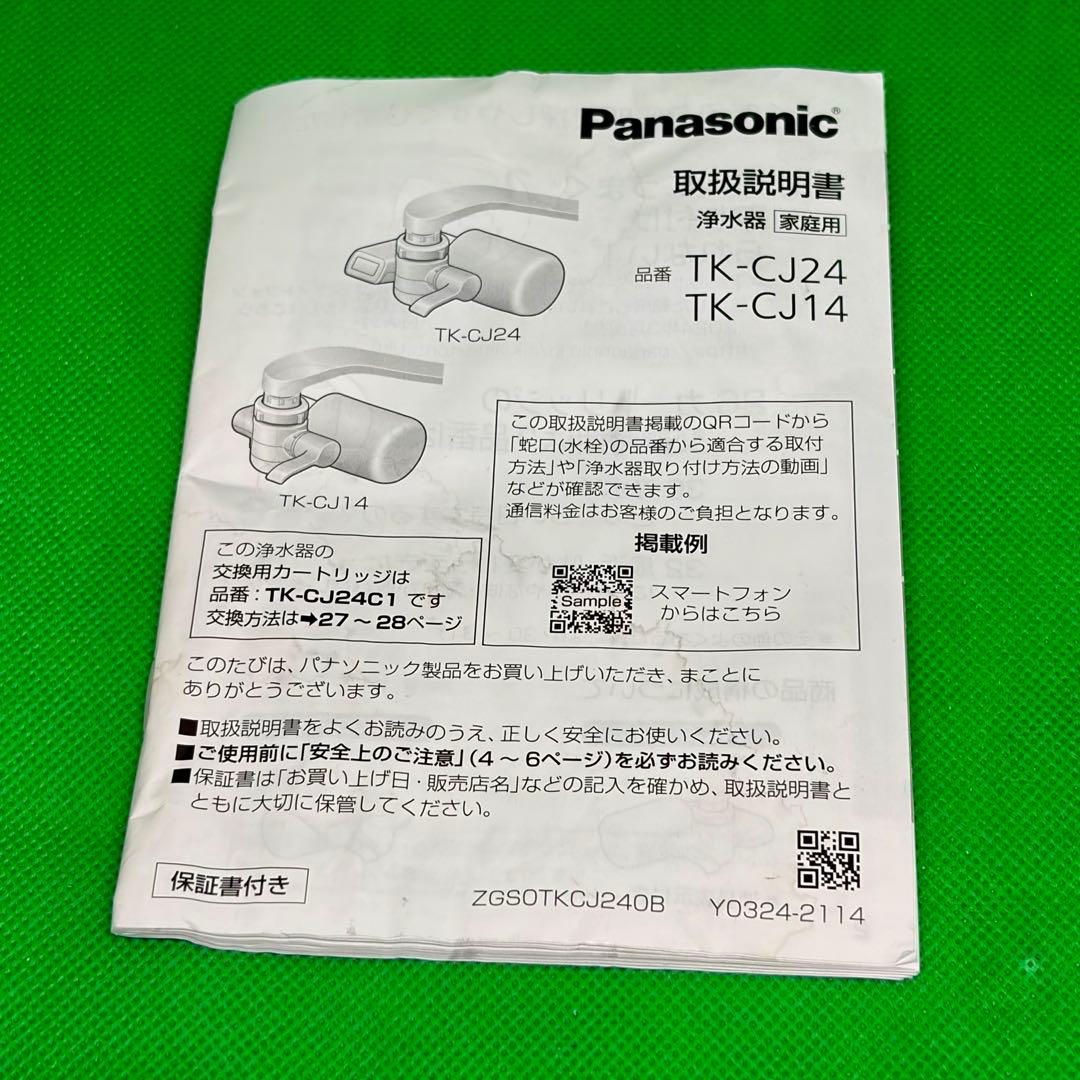 Panasonic®
取扱説明書
浄水器 家庭用
品番 TK-CJ24
TK-CJ14
TK-CJ24
TK-CJ14
この取扱説明書掲載のQRコードから
「蛇口(水栓)の品番から適合する取付
方法」や「浄水器取り付け方法の動画」
などが確認できます。
通信料金はお客様のご負担となります。
掲載例
Sample
スマートフォン
からはこちら
この浄水器の
交換用カートリッジは
品番：TK-CJ24C1 です
交換方法は➡27～28ページ
このたびは、パナソニック製品をお買い上げいただき、まことに
ありがとうございます。
■取扱説明書をよくお読みのうえ、正しく安全にお使いください。
■ご使用前に「安全上のご注意」(4～6ページ)を必ずお読みください。
■保証書は「お買い上げ日・販売店名」などの記入を確かめ、取扱説明書と
ともに大切に保管してください。
保証書付き
ZGS0TKCJ240B Y0324-2114